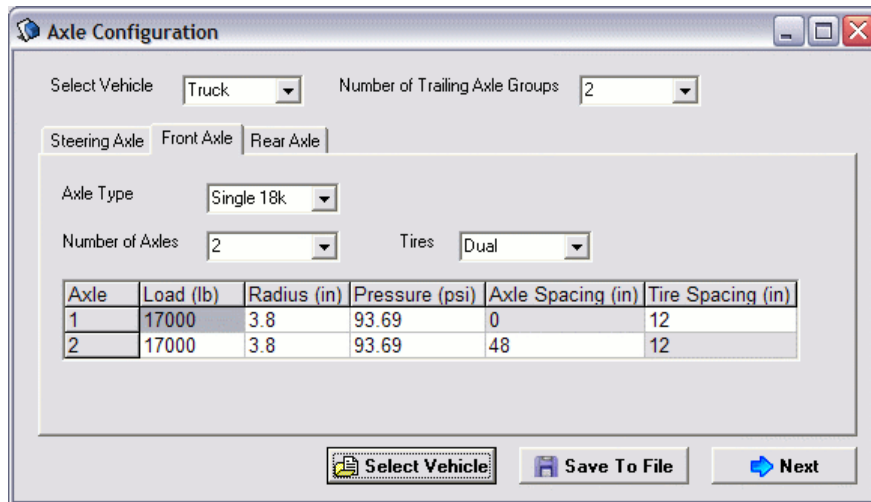 Axle Configuration
Select Vehicle Truck Number of Trailing Axle Groups 2
Steering Axle Front Axle Rear Axle
Axle Type Single 18k
Number of Axles 2 Tires Dual
Axle Load (lb) Radius (in) Pressure (psi) Axle Spacing (in) Tire Spacing (in)
1 17000 3.8 93.69 0 12
2 17000 3.8 93.69 48 12
Select Vehicle Save To File Next